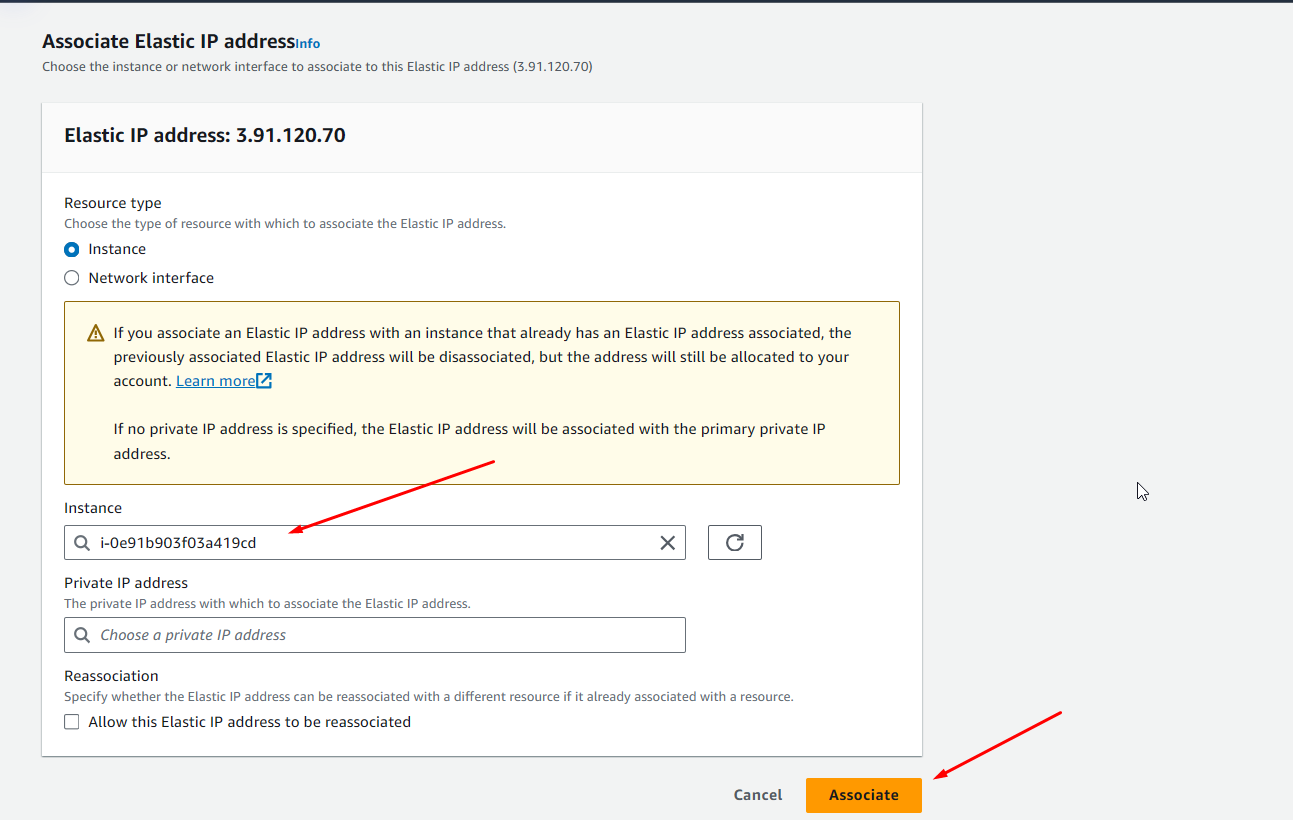 Associate Elastic IP address Info
Choose the instance or network interface to associate to this Elastic IP address (3.91.120.70)
Elastic IP address: 3.91.120.70
Resource type
Choose the type of resource with which to associate the Elastic IP address.
Instance
Network interface
If you associate an Elastic IP address with an instance that already has an Elastic IP address associated, the
previously associated Elastic IP address will be disassociated, but the address will still be allocated to your
account. Learn more
If no private IP address is specified, the Elastic IP address will be associated with the primary private IP
address.
Instance
i-0e91b903f03a419cd
Private IP address
The private IP address with which to associate the Elastic IP address.
Choose a private IP address
Reassociation
Specify whether the Elastic IP address can be reassociated with a different resource if it already associated with a resource.
Allow this Elastic IP address to be reassociated
Cancel
Associate